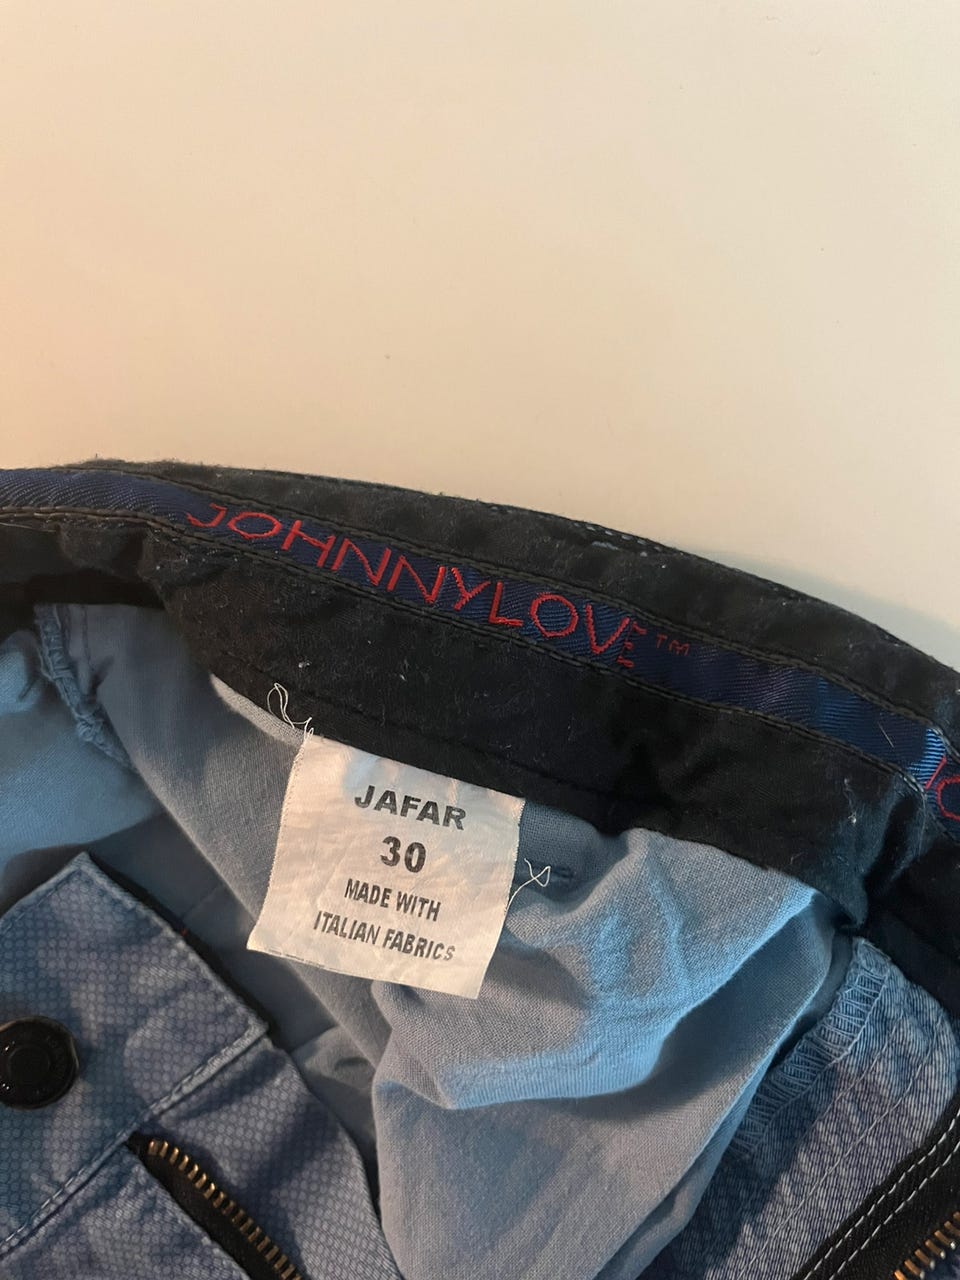 JOHNNYLOVE™
JAFAR
30
MADE WITH
ITALIAN FABRICS